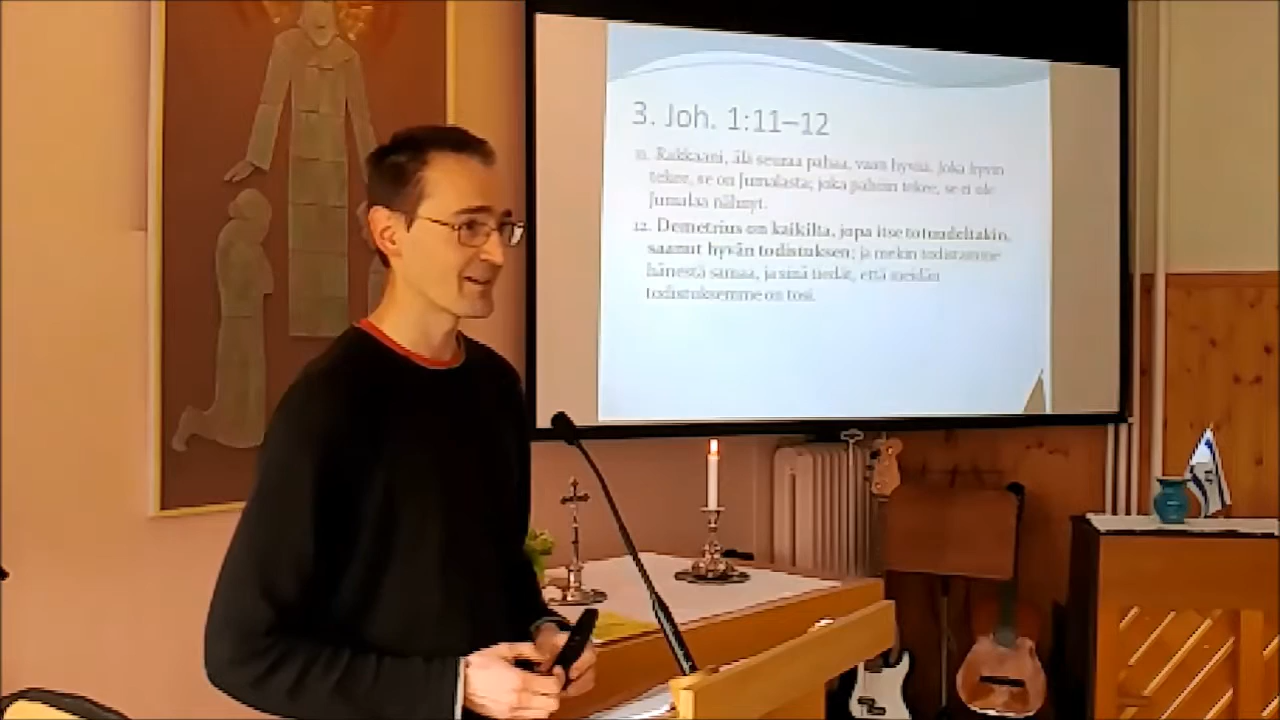 3. Joh. 1:11–12
11. Rakkaani, älä seuraa pahaa, vaan hyvää. Joka hyvin
tekee, se on Jumalasta; joka pahoin tekee, se ei ole
Jumalaa nähnyt.
12. Demetrius on kaikilta, jopa itse totuudeltakin,
saanut hyvän todistuksen; ja mekin todistamme
hänestä samaa, ja sinä tiedät, että meidän
todistuksemme on tosi.